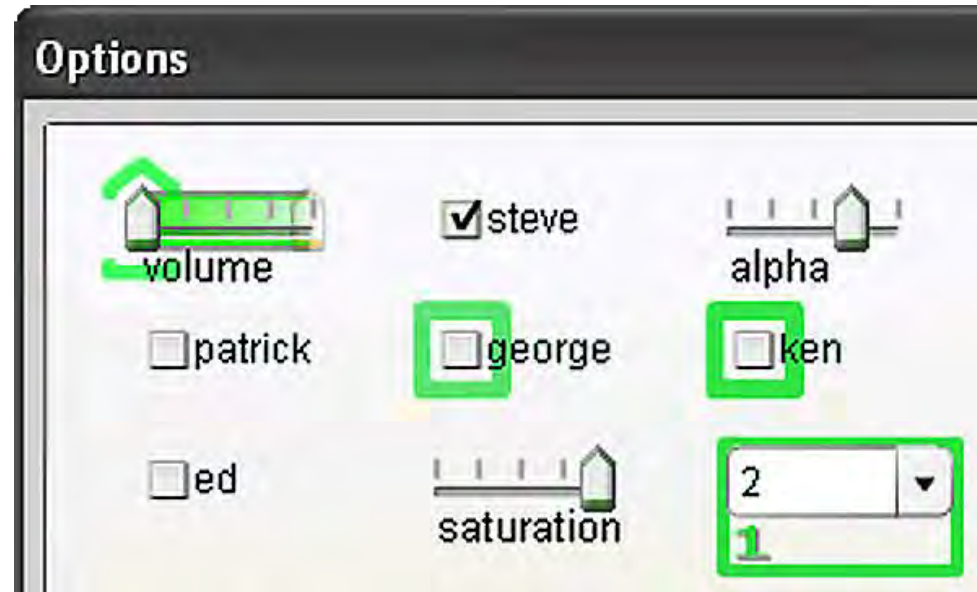 Options
steve
volume
alpha
patrick
george
ken
ed
2
saturation
1